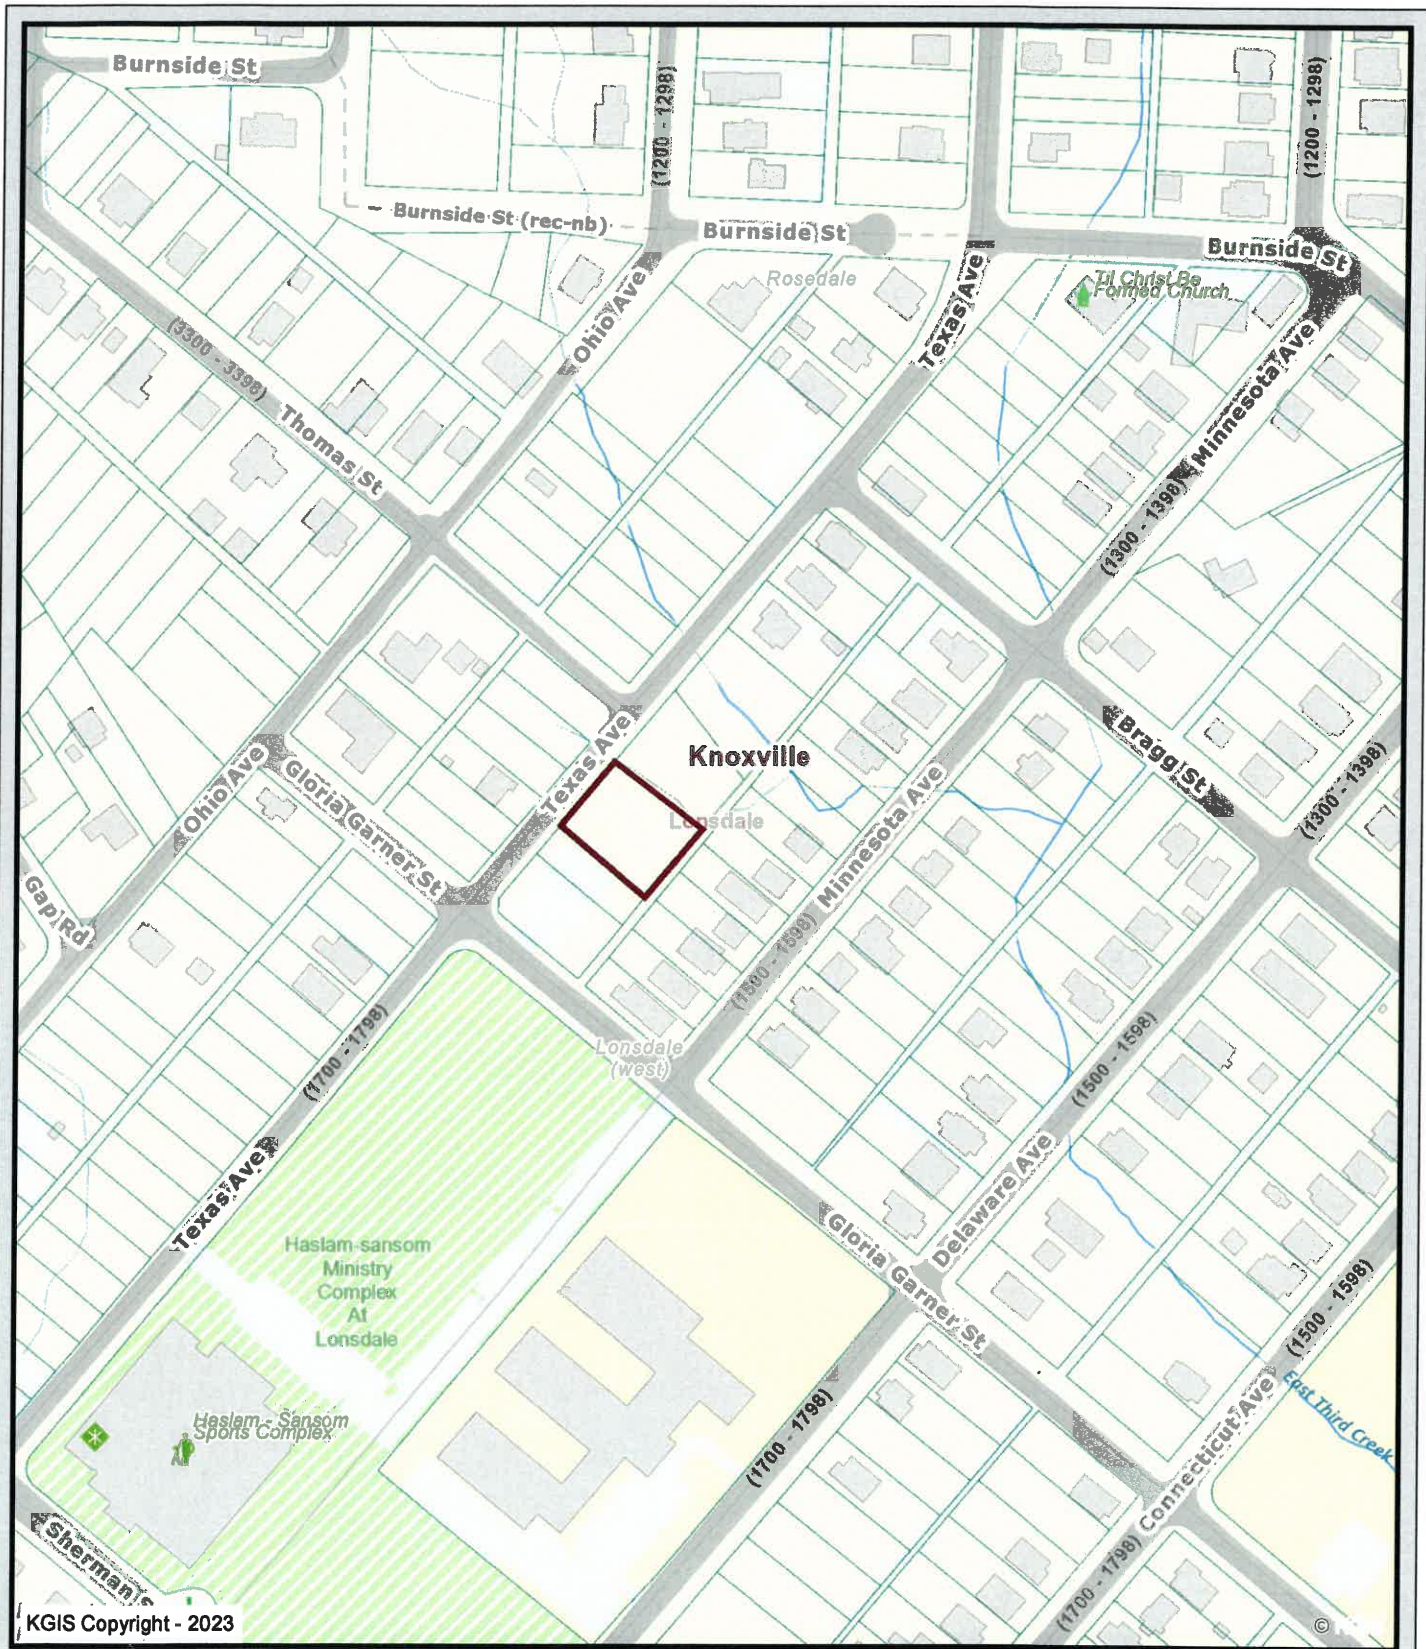 Burnside St
(1200 - 1298)
(1200 - 1298)
Burnside St (rec-nb)
Burnside St
Burnside St
Rosedale
Til Christ Be
Formed Church
Ohio Ave
Texas Ave
(3300 - 3398)
Minnesota Ave
Thomas St
(1300 - 1398)
Texas Ave
Bragg St
Knoxville
Ohio Ave
Gloria Garner St
(1300 - 1398)
Lonsdale
Minnesota Ave
Gap Rd
(1500 - 1598)
Lonsdale
(west)
(1700 - 1798)
(1500 - 1598)
Texas Ave
Delaware Ave
Haslam-sansom
Ministry
Complex
At
Lonsdale
Gloria Garner St
(1500 - 1598)
East Third Creek
Connecticut Ave
Haslam - Sansom
Sports Complex
(1700 - 1798)
(1700 - 1798)
Sherman S
KGIS Copyright - 2023
©